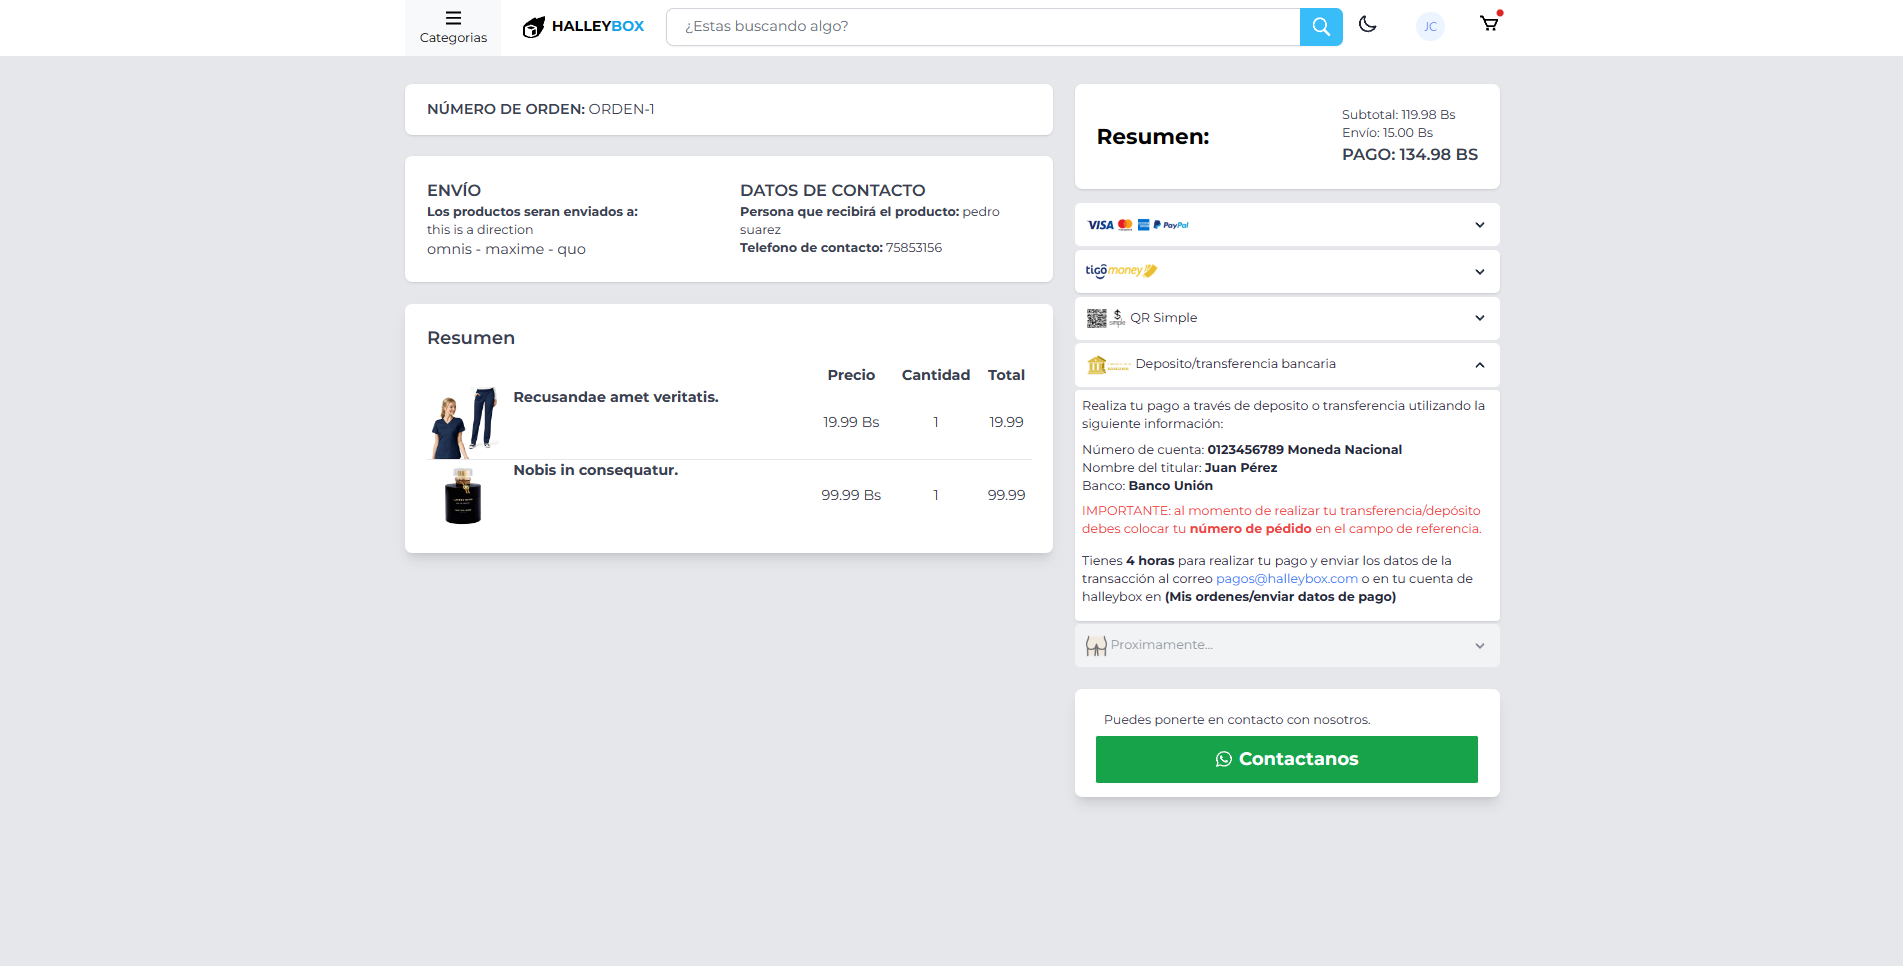 Categorias
HALLEYBOX
¿Estas buscando algo?
JC
NÚMERO DE ORDEN: ORDEN-1
ENVÍO
Los productos seran enviados a:
this is a direction
omnis - maxime - quo
DATOS DE CONTACTO
Persona que recibirá el producto: pedro
suarez
Telefono de contacto: 75853156
Resumen
Precio Cantidad Total
Recusandae amet veritatis.
19.99 Bs 1 19.99
Nobis in consequatur.
99.99 Bs 1 99.99
Resumen:
Subtotal: 119.98 Bs
Envío: 15.00 Bs
PAGO: 134.98 BS
VISA PayPal
tigo money
simple QR Simple
Deposito/transferencia bancaria
Realiza tu pago a través de deposito o transferencia utilizando la
siguiente información:
Número de cuenta: 0123456789 Moneda Nacional
Nombre del titular: Juan Pérez
Banco: Banco Unión
IMPORTANTE: al momento de realizar tu transferencia/depósito
debes colocar tu número de pédido en el campo de referencia.
Tienes 4 horas para realizar tu pago y enviar los datos de la
transacción al correo pagos@halleybox.com o en tu cuenta de
halleybox en (Mis ordenes/enviar datos de pago)
Proximamente...
Puedes ponerte en contacto con nosotros.
Contactanos